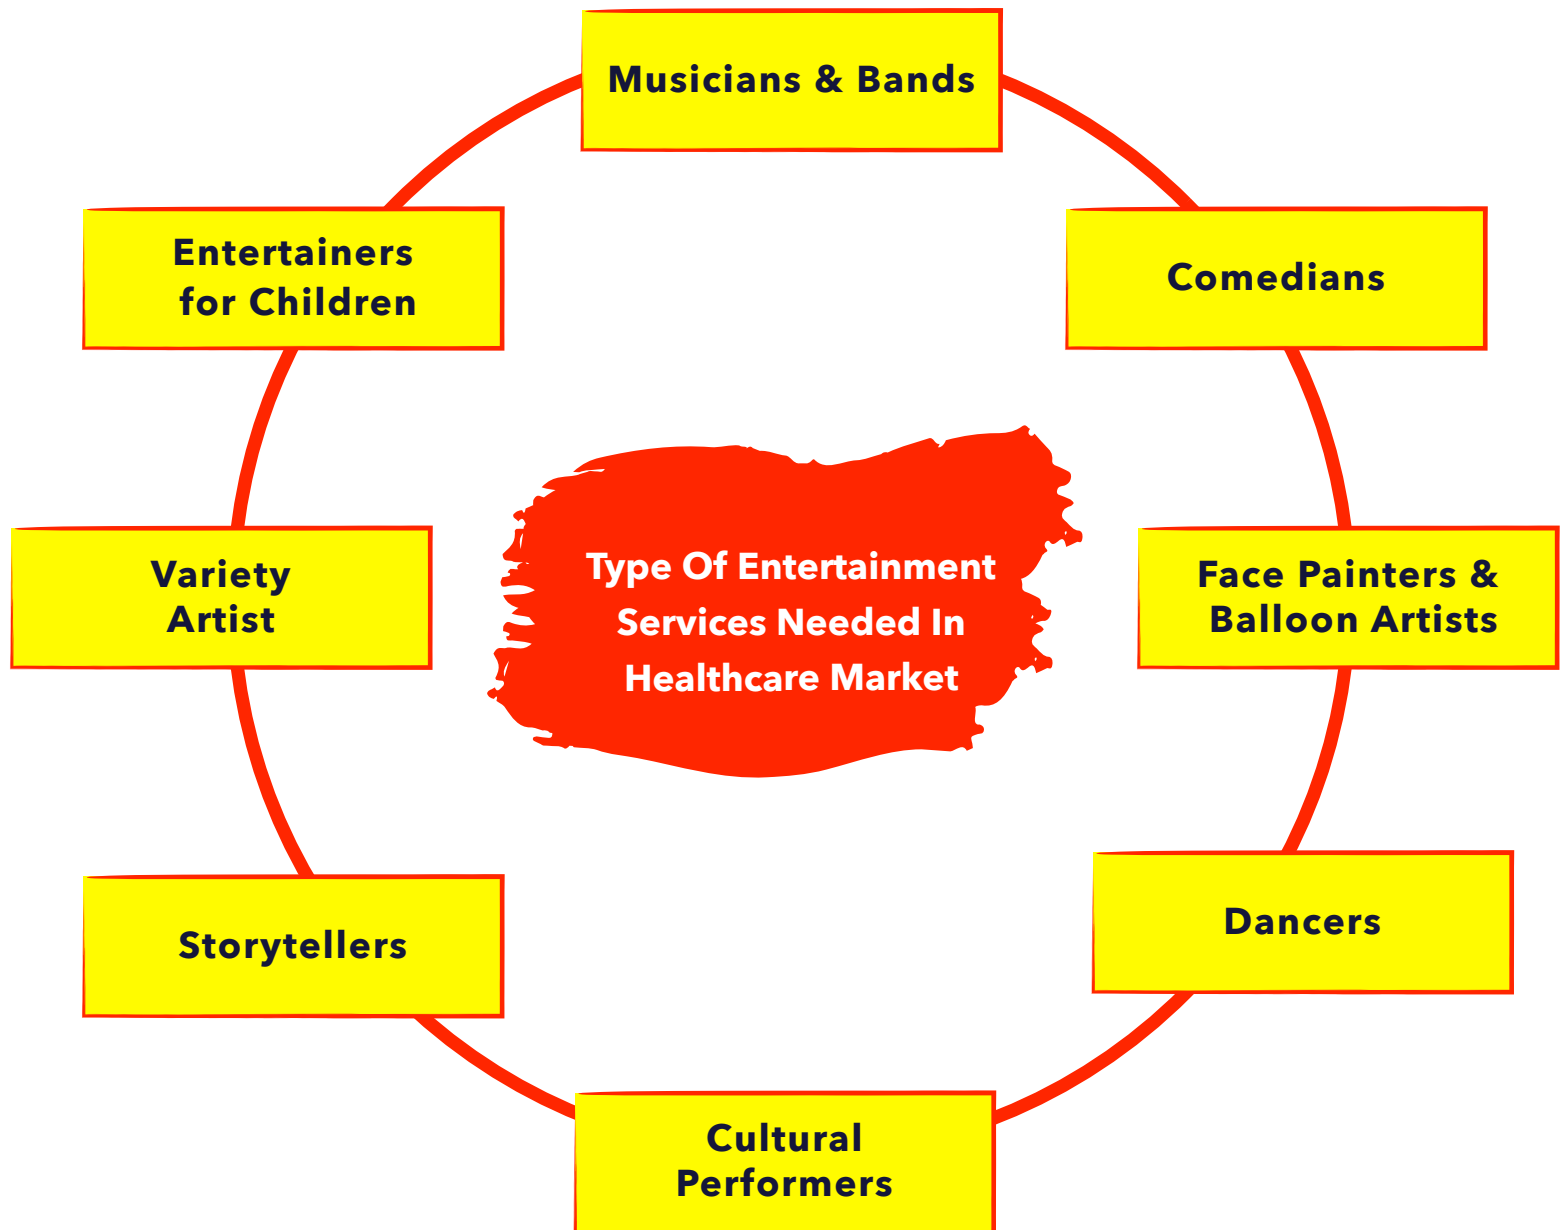 Musicians & Bands
Entertainers
for Children
Comedians
Type Of Entertainment
Services Needed In
Healthcare Market
Variety
Artist
Face Painters &
Balloon Artists
Storytellers
Dancers
Cultural
Performers